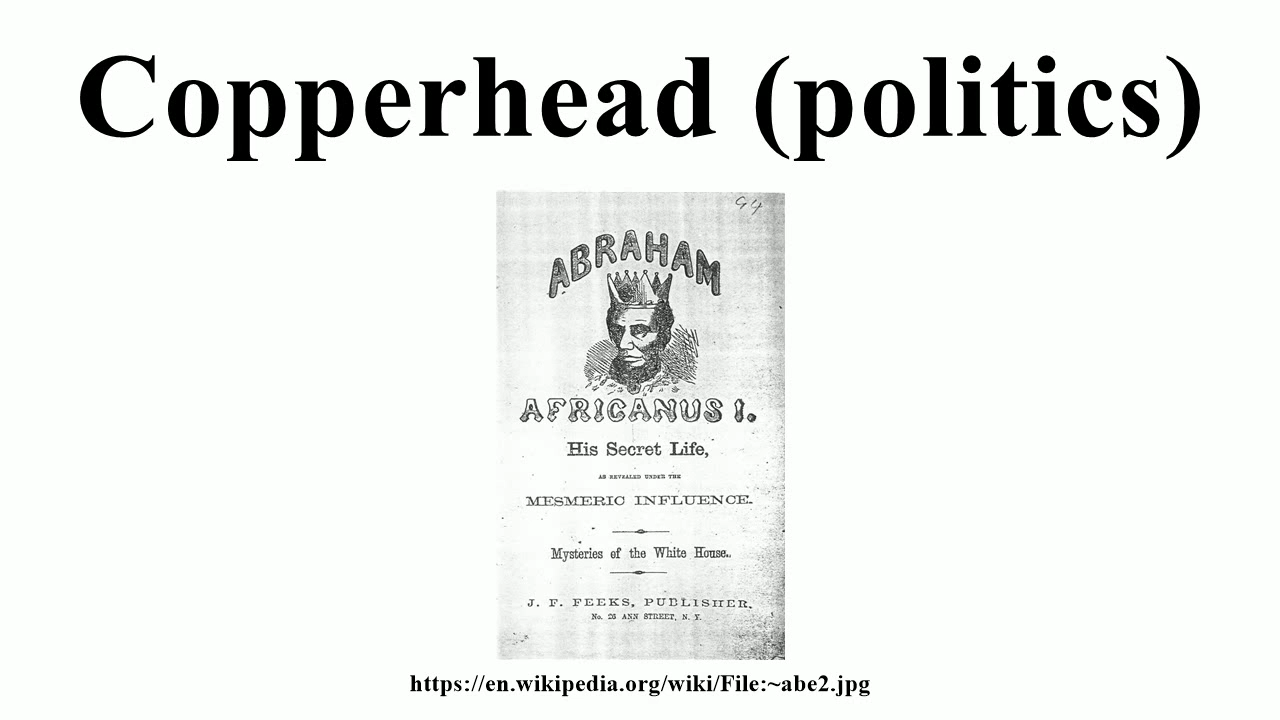 Copperhead (politics)
94
ABRAHAM
AFRICANUS I.
His Secret Life,
AS REVEALED UNDER THE
MESMERIC INFLUENCE.
Mysteries of the White House.
J. F. FEEKS, PUBLISHER,
No. 26 ANN STREET, N. Y.
https://en.wikipedia.org/wiki/File:~abe2.jpg